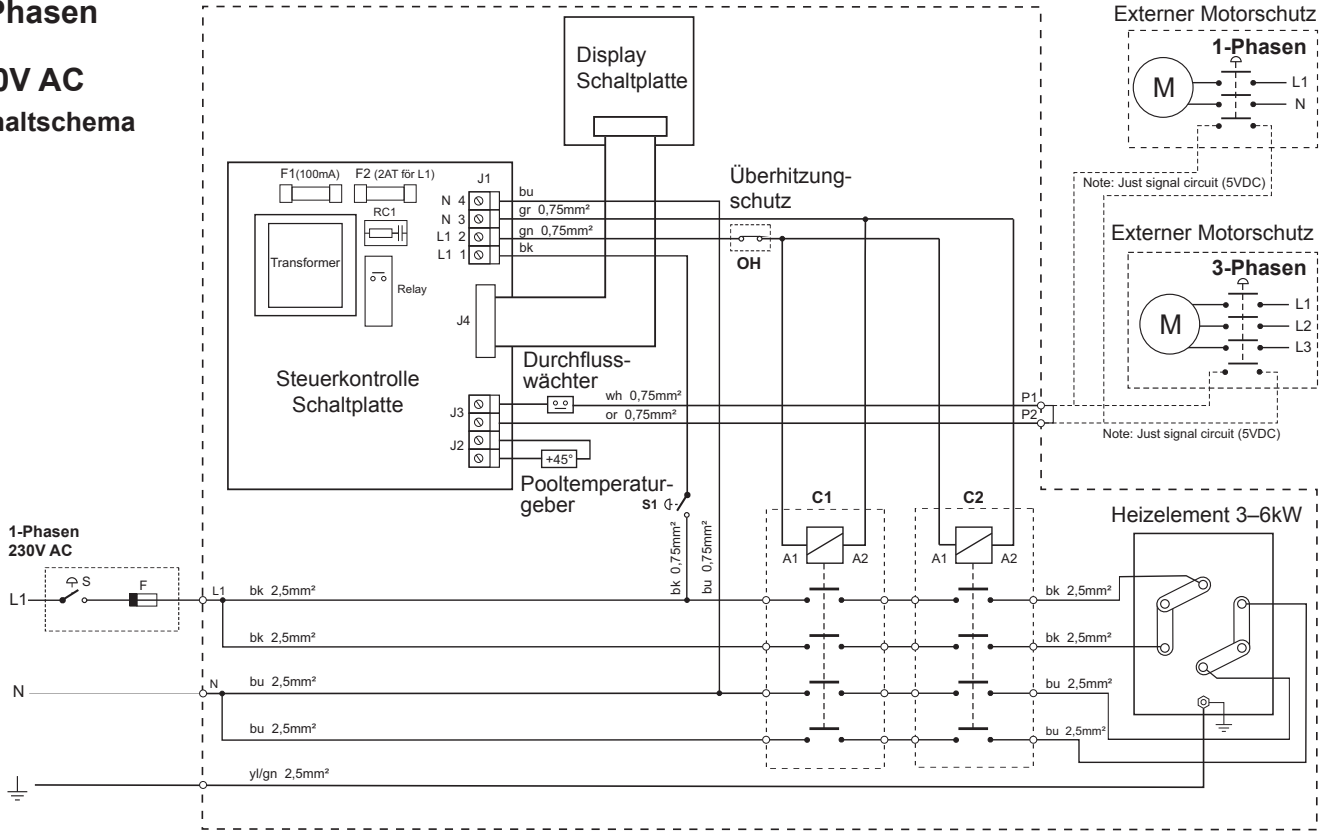 Phasen
0V AC
haltschema
Display
Schaltplatte
Externer Motorschutz
1-Phasen
M
L1
N
Note: Just signal circuit (5VDC)
F1(100mA)
F2 (2AT för L1)
J1
N 4
N 3
L1 2
L1 1
bu
gr 0,75mm²
gn 0,75mm²
bk
RC1
Transformer
Relay
J4
Überhitzung-
schutz
OH
Externer Motorschutz
3-Phasen
M
L1
L2
L3
Note: Just signal circuit (5VDC)
Steuerkontrolle
Schaltplatte
Durchfluss-
wächter
J3
J2
wh 0,75mm²
or 0,75mm²
P1
P2
+45°
Pooltemperatur-
geber
S1
bk 0,75mm²
bu 0,75mm²
C1
C2
A1
A2
A1
A2
Heizelement 3–6kW
1-Phasen
230V AC
S
F
L1
L1
bk 2,5mm²
bk 2,5mm²
bk 2,5mm²
bk 2,5mm²
N
N
bu 2,5mm²
bu 2,5mm²
bu 2,5mm²
bu 2,5mm²
yl/gn 2,5mm²